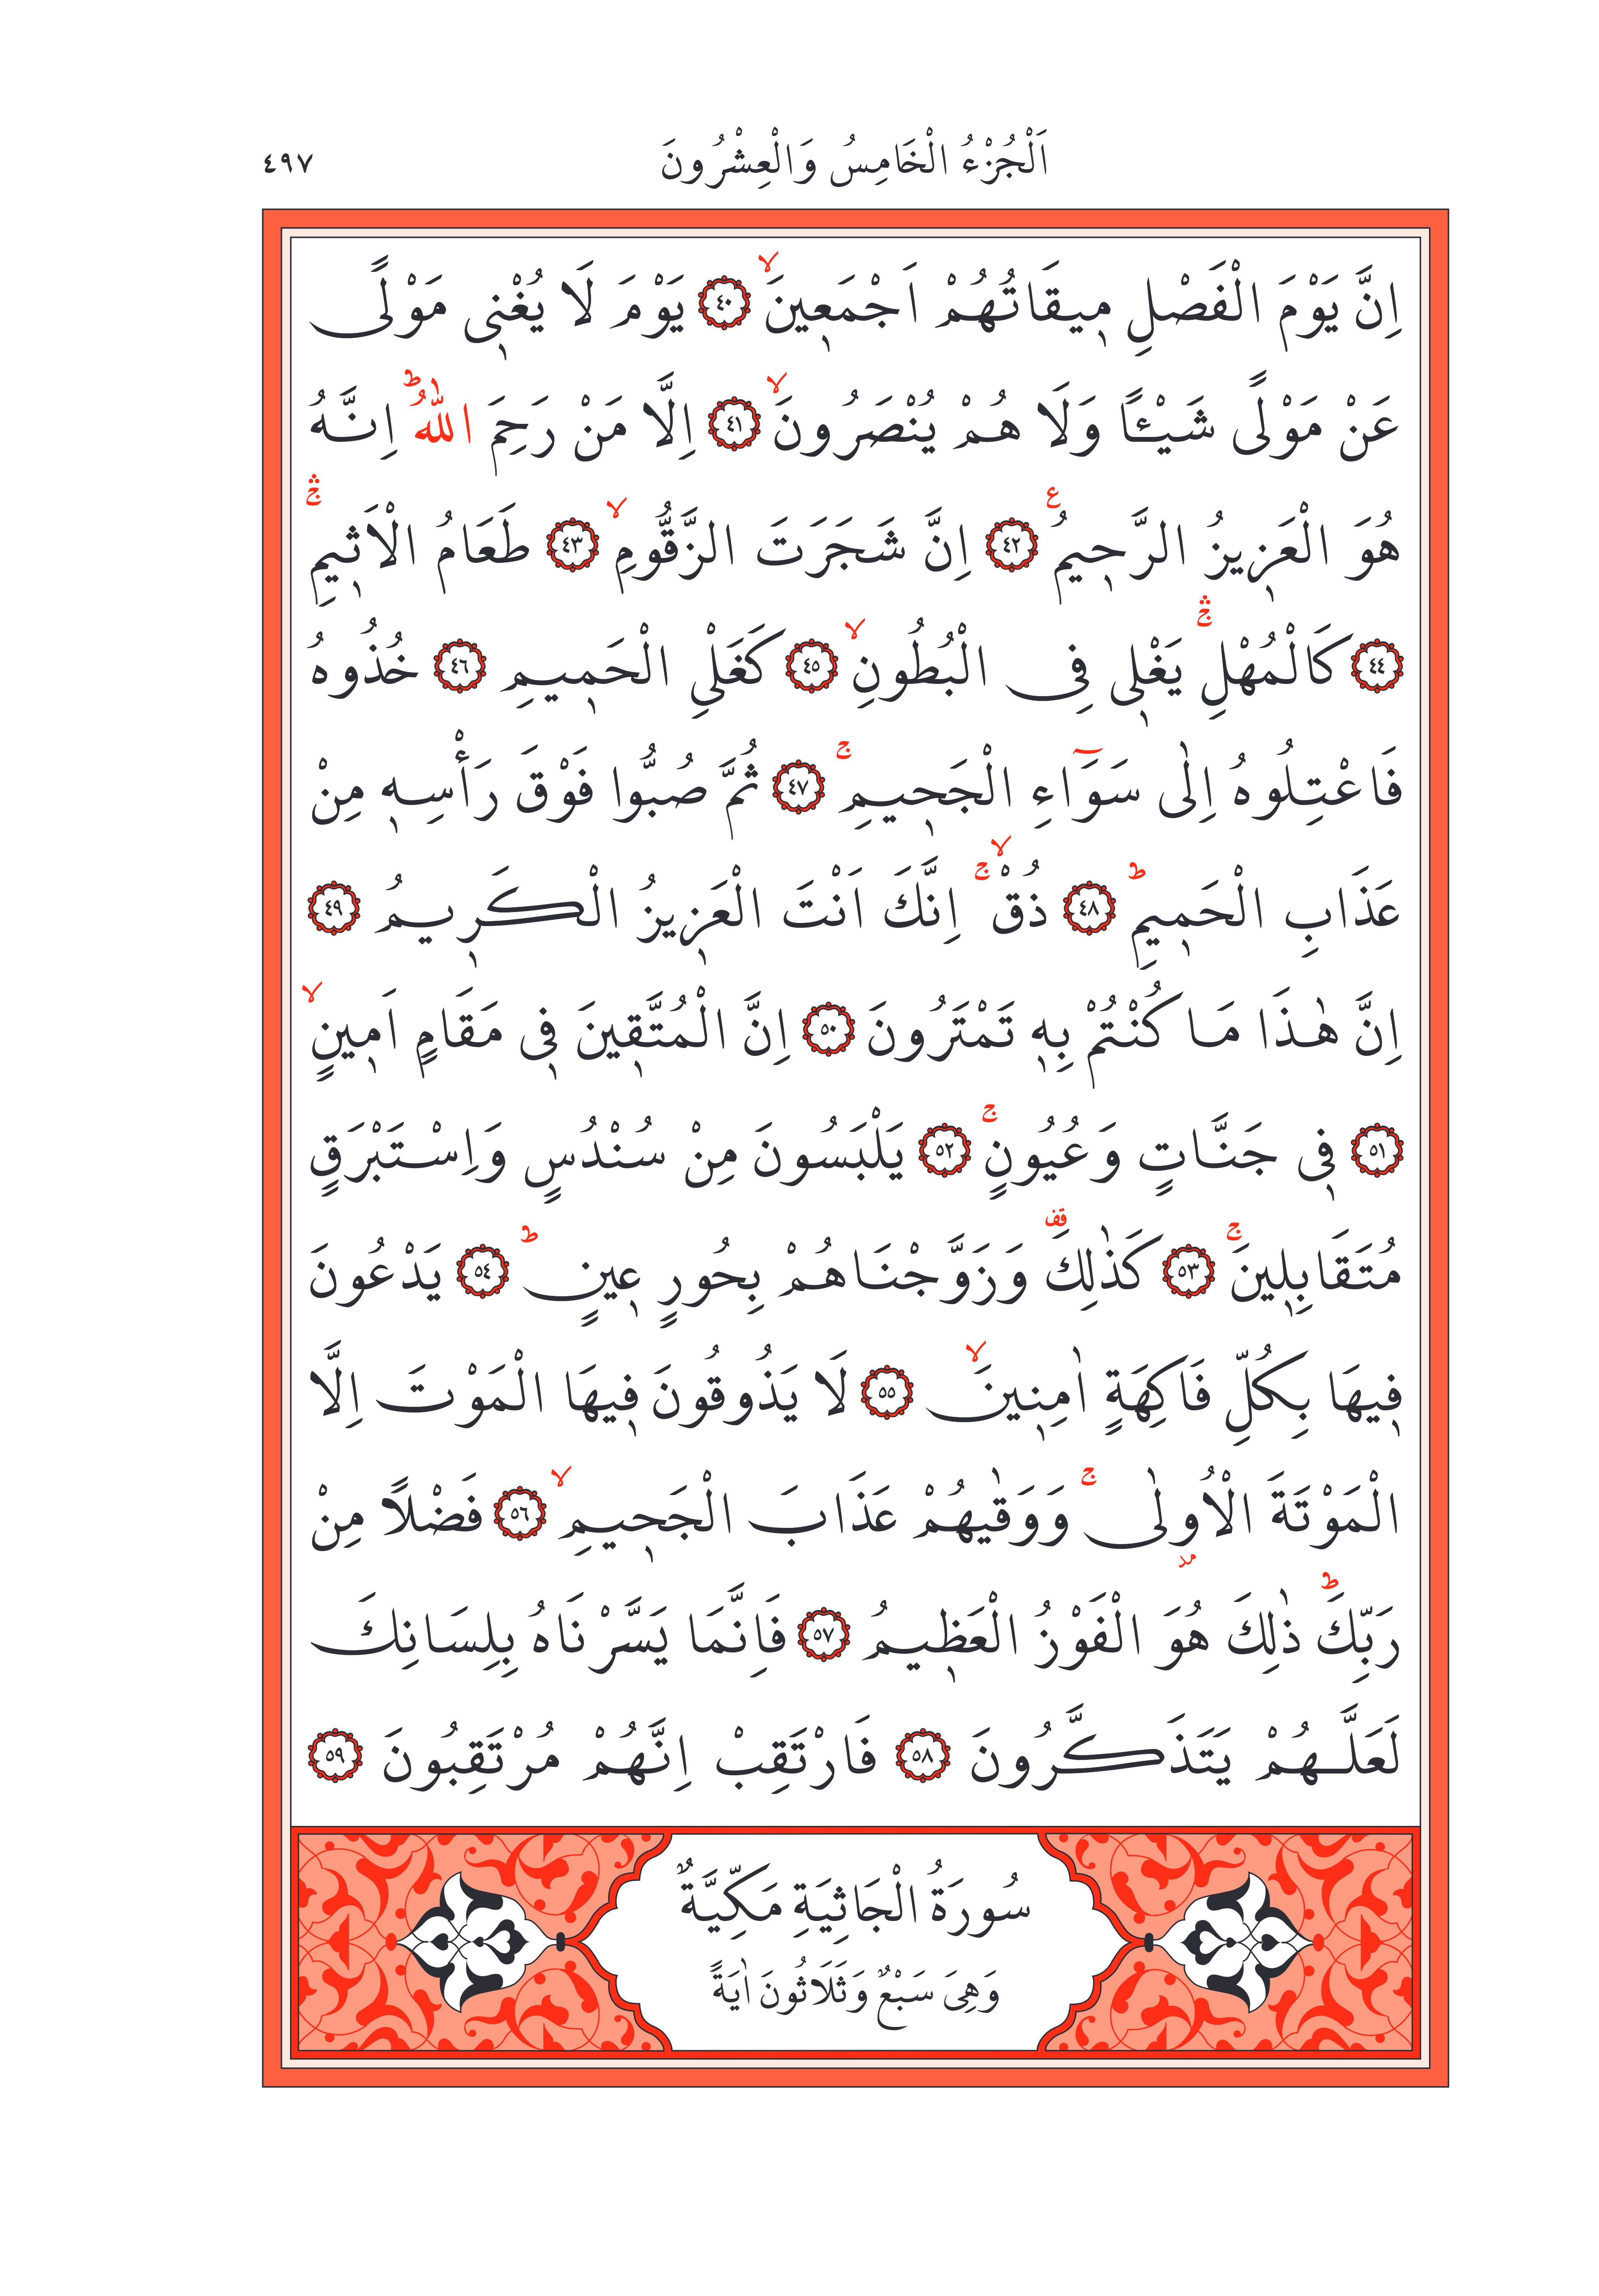 اَلْجُزْءُ الْخَامِسُ وَالْعِشْرُونَ ٤٩٧
اِنَّ يَوْمَ الْفَصْلِ م۪يقَاتُهُمْ اَجْمَع۪ينَۙ ﴿٤٠﴾ يَوْمَ لَا يُغْن۪ي مَوْلًى
عَنْ مَوْلًى شَيْـًٔا وَلَا هُمْ يُنْصَرُونَۙ ﴿٤١﴾ اِلَّا مَنْ رَحِمَ اللّٰهُۜ اِنَّهُ
هُوَ الْعَز۪يزُ الرَّح۪يمُ۟ ﴿٤٢﴾ اِنَّ شَجَرَتَ الزَّقُّومِۙ ﴿٤٣﴾ طَعَامُ الْاَث۪يمِۛۚ
﴿٤٤﴾ كَالْمُهْلِۛۚ يَغْل۪ي فِي الْبُطُونِۙ ﴿٤٥﴾ كَغَلْيِ الْحَم۪يمِ ﴿٤٦﴾ خُذُوهُ
فَاعْتِلُوهُ اِلٰى سَوَٓاءِ الْجَح۪يمِۚ ﴿٤٧﴾ ثُمَّ صُبُّوا فَوْقَ رَأْسِه۪ مِنْ
عَذَابِ الْحَم۪يمِۜ ﴿٤٨﴾ ذُقْۙۚ اِنَّكَ اَنْتَ الْعَز۪يزُ الْكَر۪يمُ ﴿٤٩﴾
اِنَّ هٰذَا مَا كُنْتُمْ بِه۪ تَمْتَرُونَ ﴿٥٠﴾ اِنَّ الْمُتَّق۪ينَ ف۪ي مَقَامٍ اَم۪ينٍۙ
﴿٥١﴾ ف۪ي جَنَّاتٍ وَعُيُونٍۚ ﴿٥٢﴾ يَلْبَسُونَ مِنْ سُنْدُسٍ وَاِسْتَبْرَقٍ
مُتَقَابِل۪ينَۚ ﴿٥٣﴾ كَذٰلِكَ۠ وَزَوَّجْنَاهُمْ بِحُورٍ ع۪ينٍۜ ﴿٥٤﴾ يَدْعُونَ
ف۪يهَا بِكُلِّ فَاكِهَةٍ اٰمِن۪ينَۙ ﴿٥٥﴾ لَا يَذُوقُونَ ف۪يهَا الْمَوْتَ اِلَّا
الْمَوْتَةَ الْاُولٰىۚ وَوَقٰيهُمْ عَذَابَ الْجَح۪يمِۙ ﴿٥٦﴾ فَضْلًا مِنْ
رَبِّكَۜ ذٰلِكَ هُوَ الْفَوْزُ الْعَظ۪يمُ ﴿٥٧﴾ فَاِنَّمَا يَسَّرْنَاهُ بِلِسَانِكَ
لَعَلَّهُمْ يَتَذَكَّرُونَ ﴿٥٨﴾ فَارْتَقِبْ اِنَّهُمْ مُرْتَقِبُونَ ﴿٥٩﴾
سُورَةُ الْجَاثِيَةِ مَكِّيَّةٌ
وَهِيَ سَبْعٌ وَثَلَاثُونَ اٰيَةً